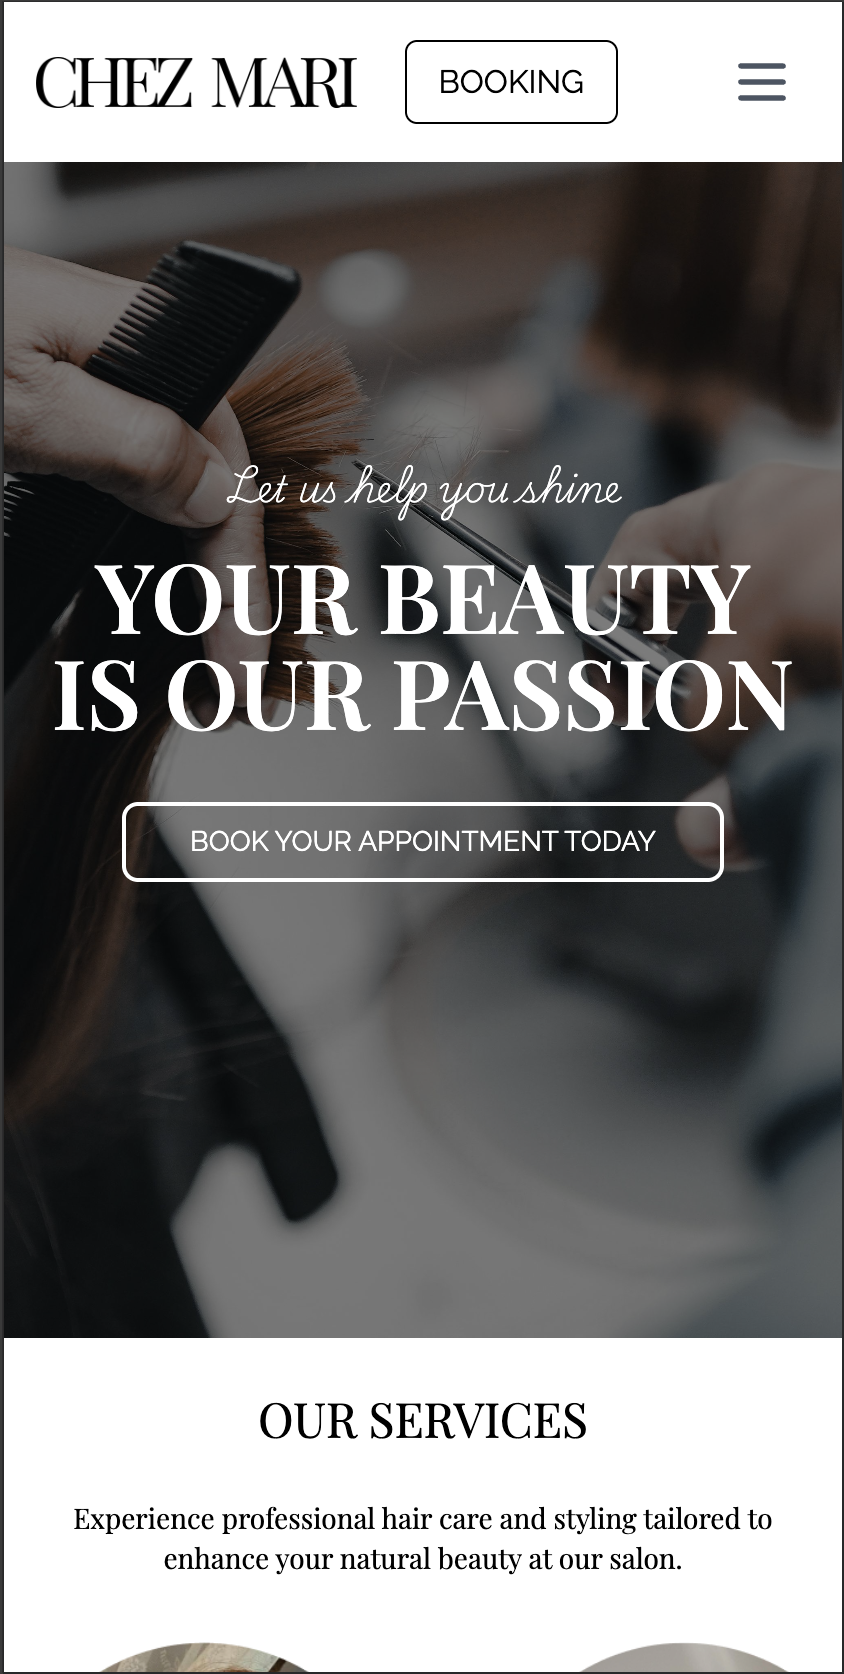 CHEZ MARI
BOOKING
Let us help you shine
YOUR BEAUTY
IS OUR PASSION
BOOK YOUR APPOINTMENT TODAY
OUR SERVICES
Experience professional hair care and styling tailored to
enhance your natural beauty at our salon.